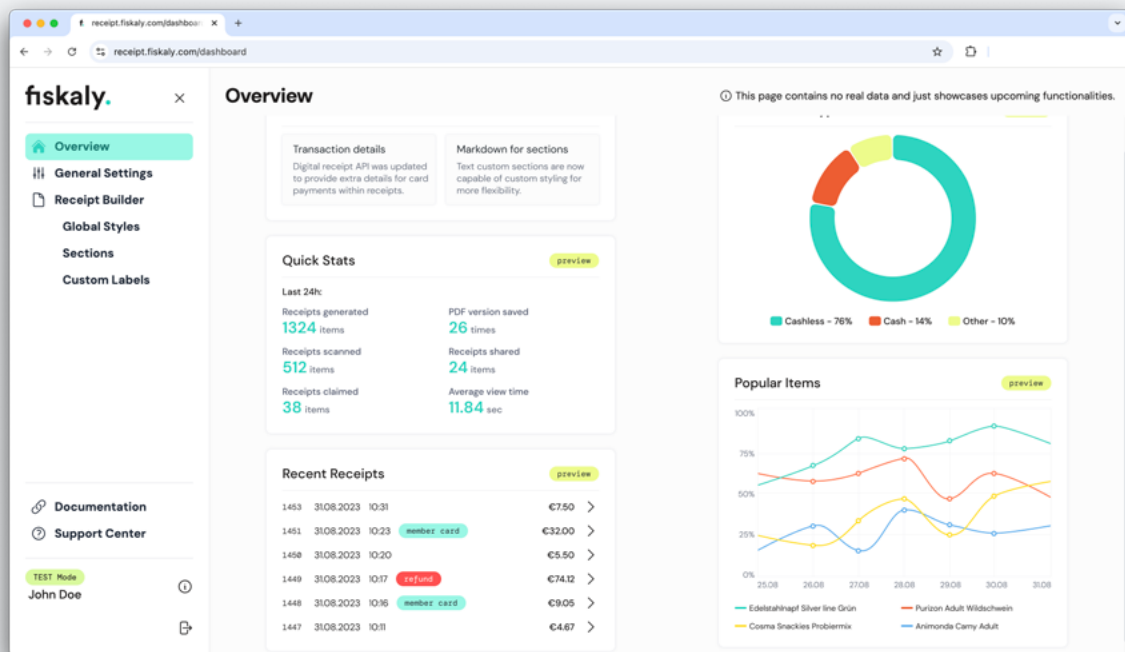 receipt.fiskaly.com/dashboar
receipt.fiskaly.com/dashboard
fiskaly.
Overview
General Settings
Receipt Builder
Global Styles
Sections
Custom Labels
Documentation
Support Center
TEST Mode
John Doe
Overview
This page contains no real data and just showcases upcoming functionalities.
Transaction details
Digital receipt API was updated
to provide extra details for card
payments within receipts.
Markdown for sections
Text custom sections are now
capable of custom styling for
more flexibility.
Quick Stats
preview
Last 24h:
Receipts generated
1324 items
PDF version saved
26 times
Receipts scanned
512 items
Receipts shared
24 items
Receipts claimed
38 items
Average view time
11.84 sec
Recent Receipts
preview
1453 31.08.2023 10:31 €7.50
1451 31.08.2023 10:23 member card €32.00
1450 31.08.2023 10:20 €5.50
1449 31.08.2023 10:17 refund €74.12
1448 31.08.2023 10:16 member card €9.05
1447 31.08.2023 10:11 €4.67
Cashless - 76% Cash - 14% Other - 10%
Popular Items
preview
100%
75%
50%
25%
0%
25.08 26.08 27.08 28.08 29.08 30.08 31.08
Edelstahlnapf Silver line Grün
Purizon Adult Wildschwein
Cosma Snackies Probiermix
Animonda Carny Adult